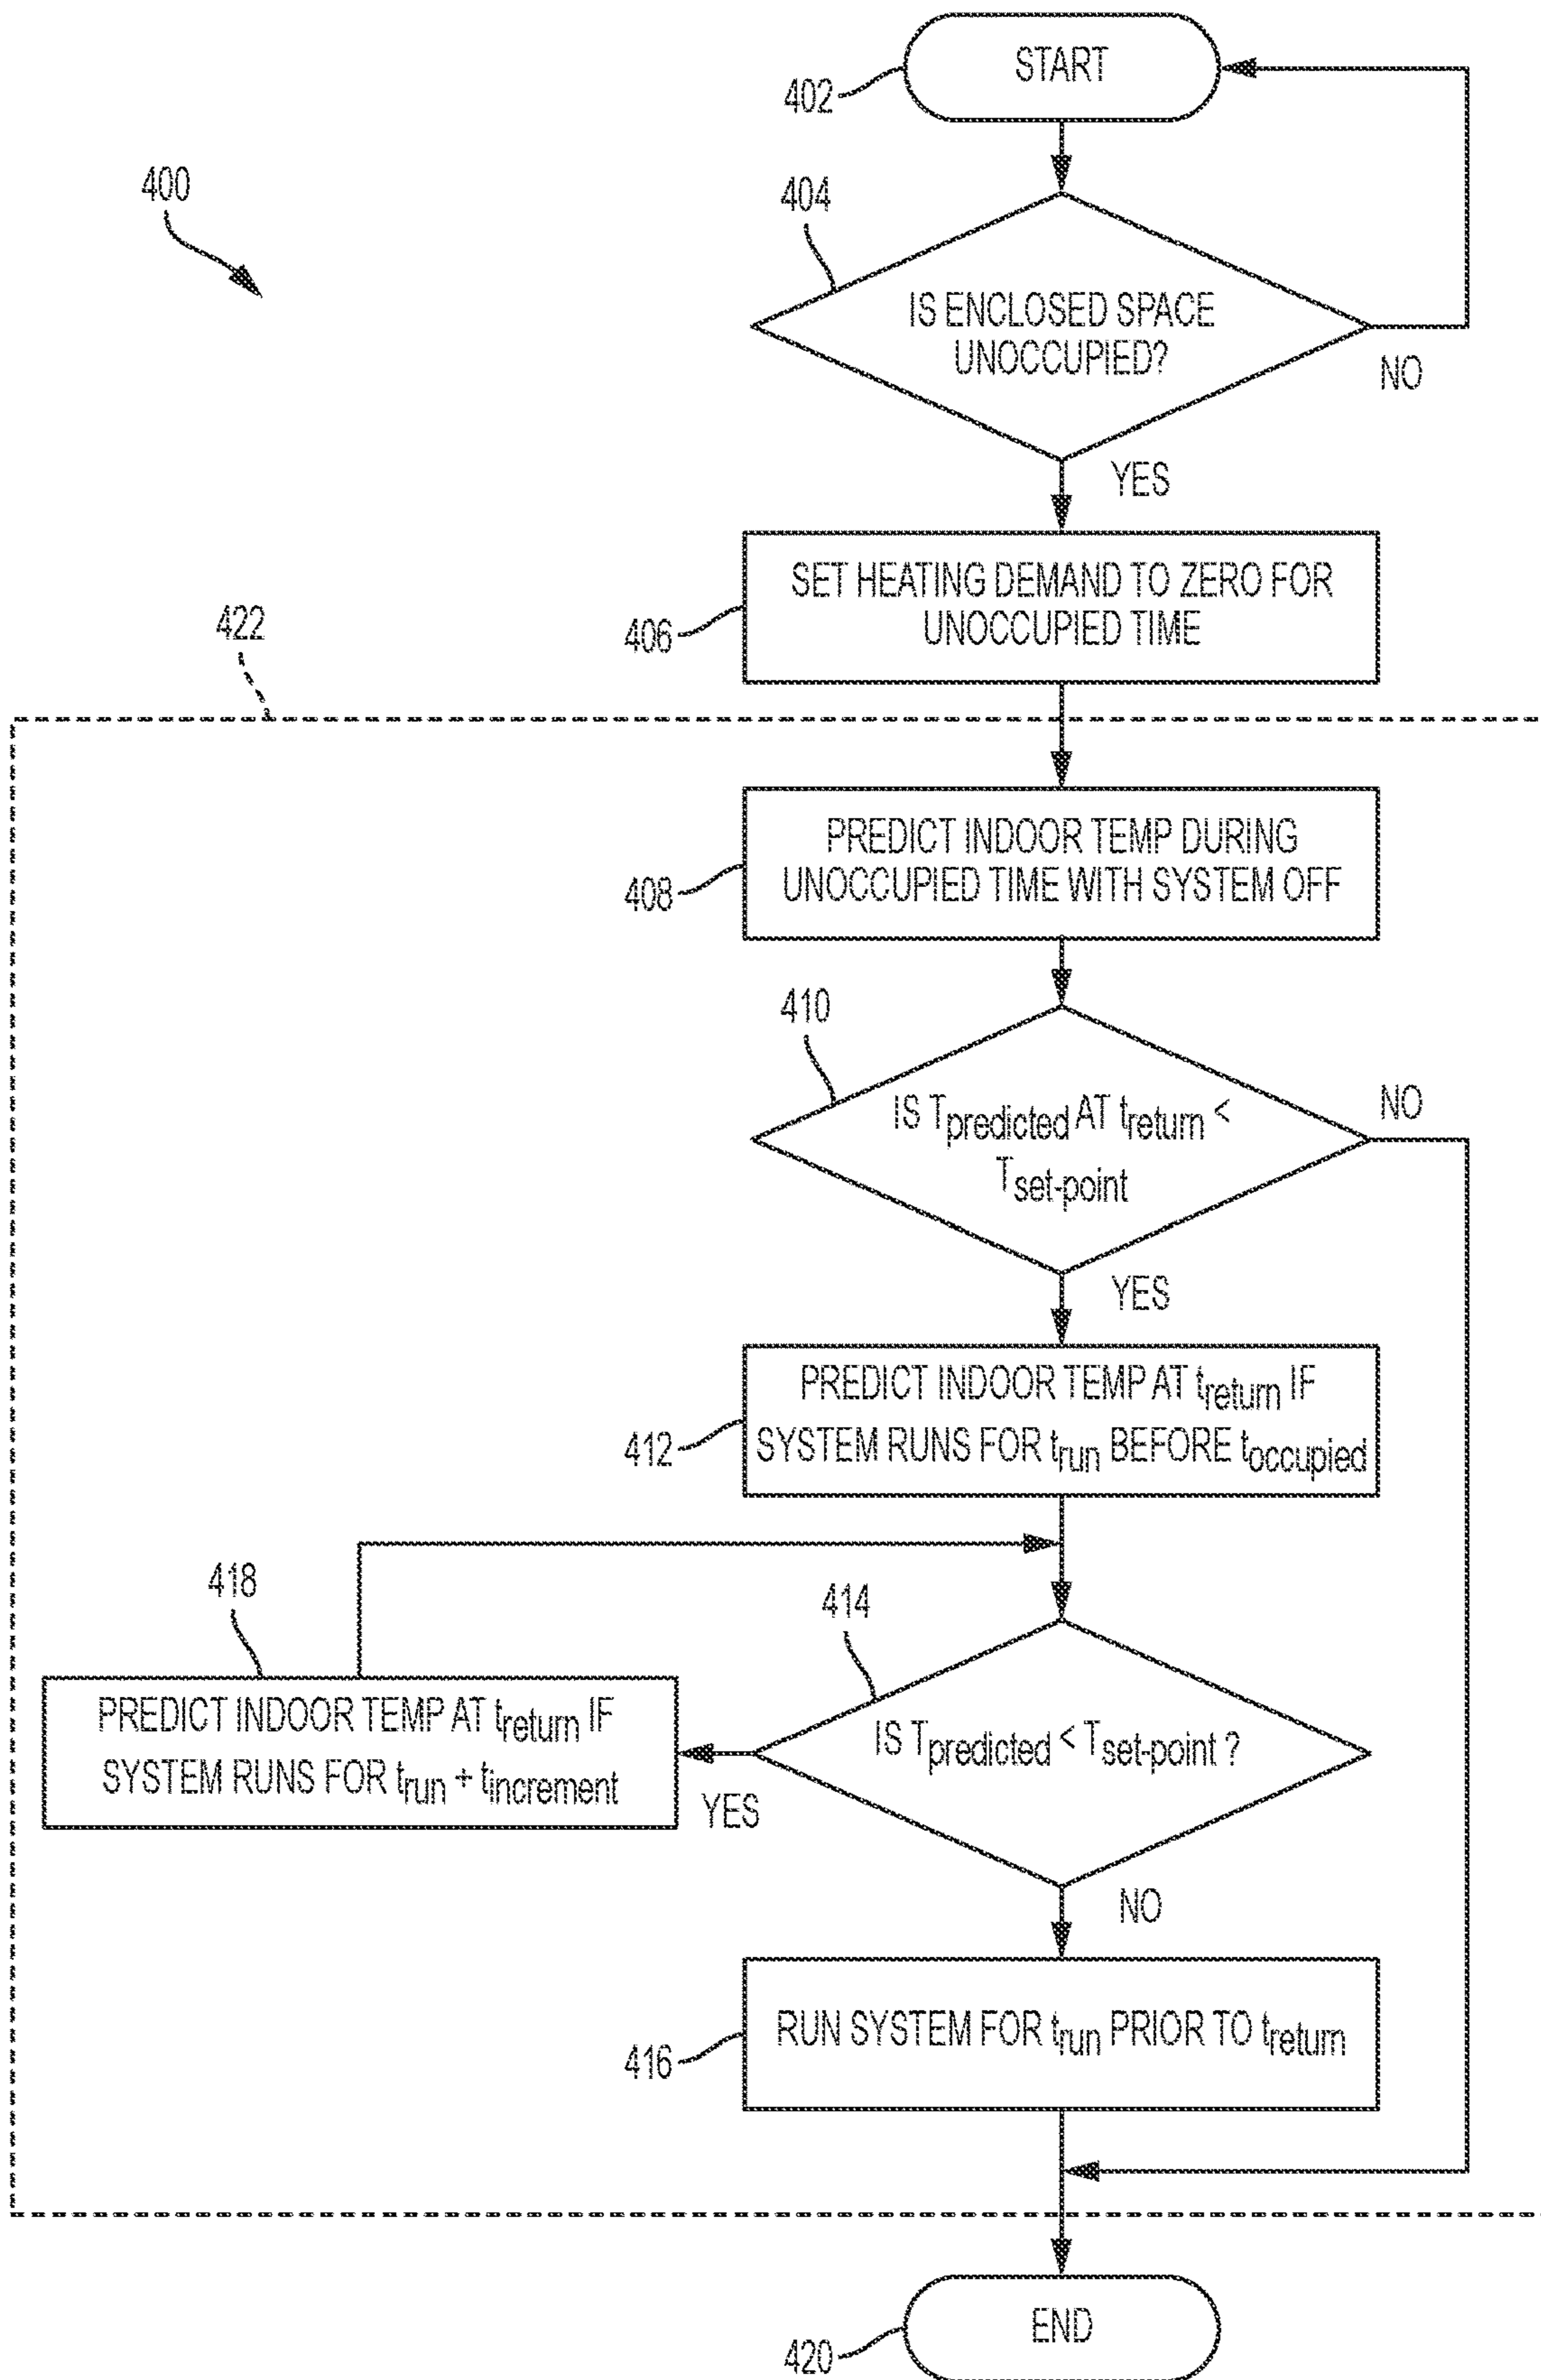 START
402
400
404
IS ENCLOSED SPACE
UNOCCUPIED?
NO
YES
SET HEATING DEMAND TO ZERO FOR
UNOCCUPIED TIME
406
422
PREDICT INDOOR TEMP DURING
UNOCCUPIED TIME WITH SYSTEM OFF
408
410
IS Tpredicted AT treturn <
Tset-point
NO
YES
PREDICT INDOOR TEMP AT treturn IF
SYSTEM RUNS FOR trun BEFORE toccupied
412
418
414
PREDICT INDOOR TEMP AT treturn IF
SYSTEM RUNS FOR trun + tincrement
IS Tpredicted < Tset-point ?
YES
NO
RUN SYSTEM FOR trun PRIOR TO treturn
416
END
420